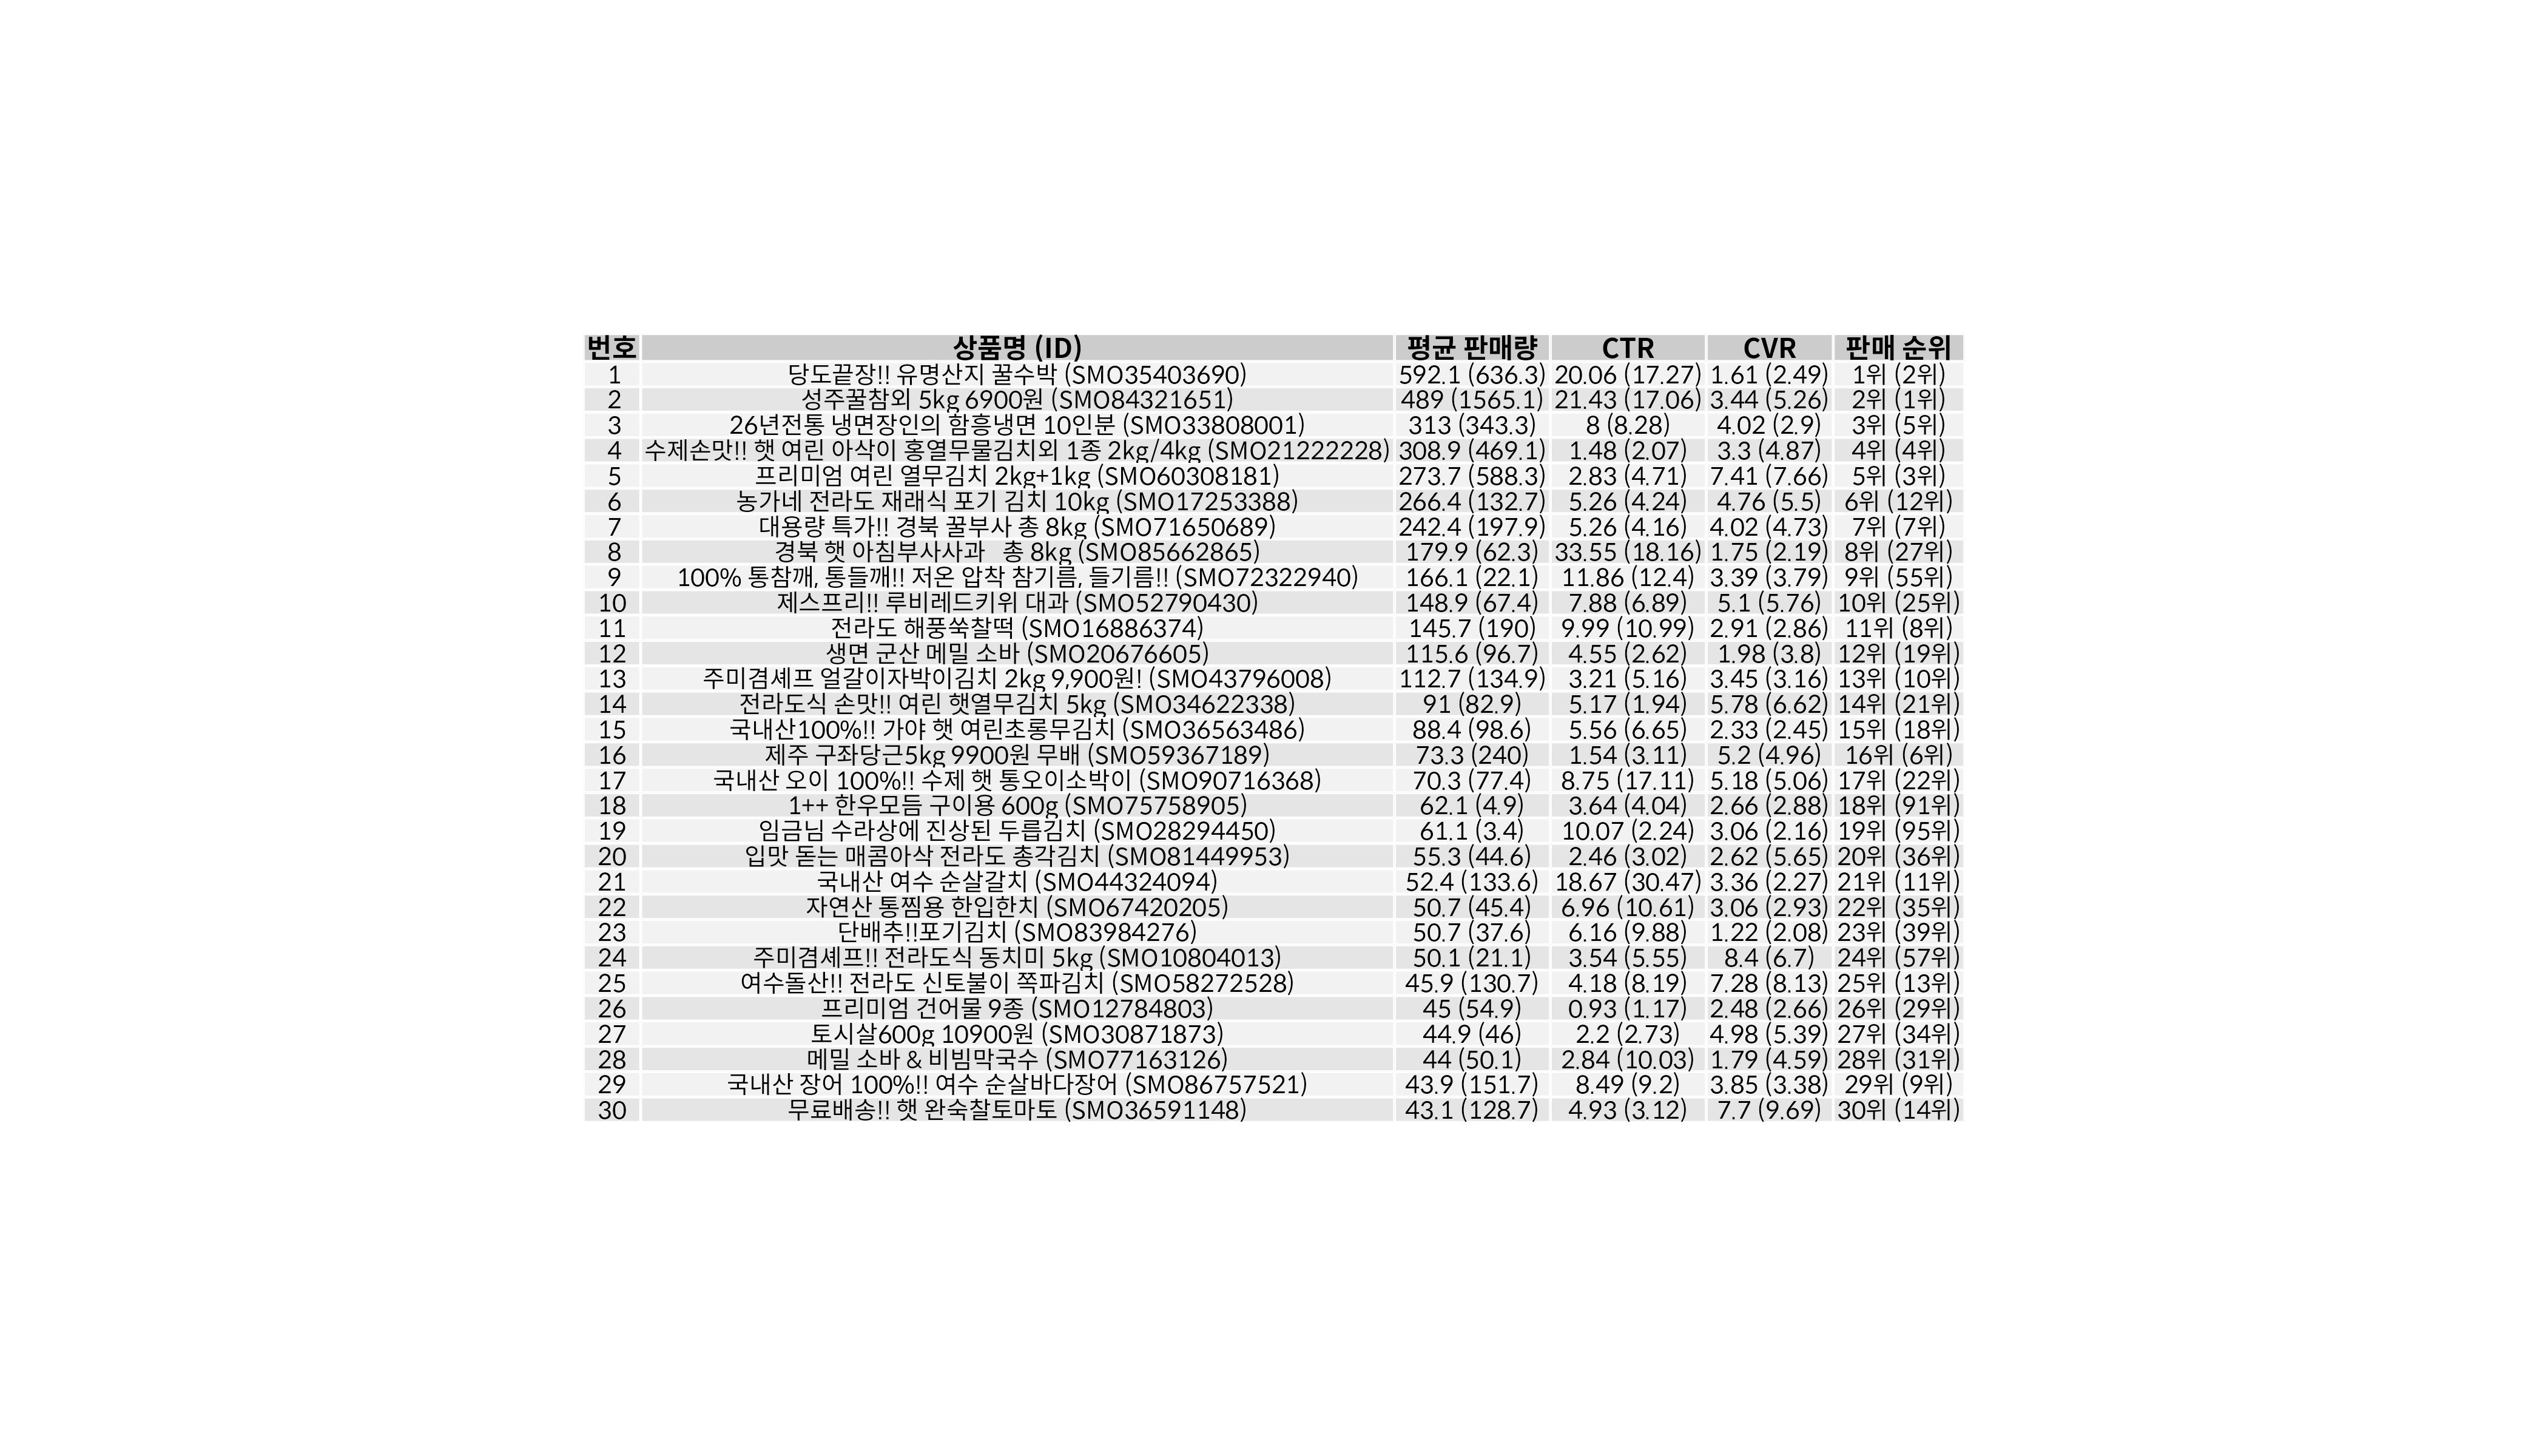 번호 상품명 (ID) 평균 판매량 CTR CVR 판매 순위
1 당도끝장!! 유명산지 꿀수박 (SMO35403690) 592.1 (636.3) 20.06 (17.27) 1.61 (2.49) 1위 (2위)
2 성주꿀참외 5kg 6900원 (SMO84321651) 489 (1565.1) 21.43 (17.06) 3.44 (5.26) 2위 (1위)
3 26년전통 냉면장인의 함흥냉면 10인분 (SMO33808001) 313 (343.3) 8 (8.28) 4.02 (2.9) 3위 (5위)
4 수제손맛!! 햇 여린 아삭이 홍열무물김치외 1종 2kg/4kg (SMO21222228) 308.9 (469.1) 1.48 (2.07) 3.3 (4.87) 4위 (4위)
5 프리미엄 여린 열무김치 2kg+1kg (SMO60308181) 273.7 (588.3) 2.83 (4.71) 7.41 (7.66) 5위 (3위)
6 농가네 전라도 재래식 포기 김치 10kg (SMO17253388) 266.4 (132.7) 5.26 (4.24) 4.76 (5.5) 6위 (12위)
7 대용량 특가!! 경북 꿀부사 총 8kg (SMO71650689) 242.4 (197.9) 5.26 (4.16) 4.02 (4.73) 7위 (7위)
8 경북 햇 아침부사사과 총 8kg (SMO85662865) 179.9 (62.3) 33.55 (18.16) 1.75 (2.19) 8위 (27위)
9 100% 통참깨, 통들깨!! 저온 압착 참기름, 들기름!! (SMO72322940) 166.1 (22.1) 11.86 (12.4) 3.39 (3.79) 9위 (55위)
10 제스프리!! 루비레드키위 대과 (SMO52790430) 148.9 (67.4) 7.88 (6.89) 5.1 (5.76) 10위 (25위)
11 전라도 해풍쑥찰떡 (SMO16886374) 145.7 (190) 9.99 (10.99) 2.91 (2.86) 11위 (8위)
12 생면 군산 메밀 소바 (SMO20676605) 115.6 (96.7) 4.55 (2.62) 1.98 (3.8) 12위 (19위)
13 주미겸셰프 얼갈이자박이김치 2kg 9,900원! (SMO43796008) 112.7 (134.9) 3.21 (5.16) 3.45 (3.16) 13위 (10위)
14 전라도식 손맛!! 여린 햇열무김치 5kg (SMO34622338) 91 (82.9) 5.17 (1.94) 5.78 (6.62) 14위 (21위)
15 국내산100%!! 가야 햇 여린초롱무김치 (SMO36563486) 88.4 (98.6) 5.56 (6.65) 2.33 (2.45) 15위 (18위)
16 제주 구좌당근5kg 9900원 무배 (SMO59367189) 73.3 (240) 1.54 (3.11) 5.2 (4.96) 16위 (6위)
17 국내산 오이 100%!! 수제 햇 통오이소박이 (SMO90716368) 70.3 (77.4) 8.75 (17.11) 5.18 (5.06) 17위 (22위)
18 1++ 한우모듬 구이용 600g (SMO75758905) 62.1 (4.9) 3.64 (4.04) 2.66 (2.88) 18위 (91위)
19 임금님 수라상에 진상된 두릅김치 (SMO28294450) 61.1 (3.4) 10.07 (2.24) 3.06 (2.16) 19위 (95위)
20 입맛 돋는 매콤아삭 전라도 총각김치 (SMO81449953) 55.3 (44.6) 2.46 (3.02) 2.62 (5.65) 20위 (36위)
21 국내산 여수 순살갈치 (SMO44324094) 52.4 (133.6) 18.67 (30.47) 3.36 (2.27) 21위 (11위)
22 자연산 통찜용 한입한치 (SMO67420205) 50.7 (45.4) 6.96 (10.61) 3.06 (2.93) 22위 (35위)
23 단배추!!포기김치 (SMO83984276) 50.7 (37.6) 6.16 (9.88) 1.22 (2.08) 23위 (39위)
24 주미겸셰프!! 전라도식 동치미 5kg (SMO10804013) 50.1 (21.1) 3.54 (5.55) 8.4 (6.7) 24위 (57위)
25 여수돌산!! 전라도 신토불이 쪽파김치 (SMO58272528) 45.9 (130.7) 4.18 (8.19) 7.28 (8.13) 25위 (13위)
26 프리미엄 건어물 9종 (SMO12784803) 45 (54.9) 0.93 (1.17) 2.48 (2.66) 26위 (29위)
27 토시살600g 10900원 (SMO30871873) 44.9 (46) 2.2 (2.73) 4.98 (5.39) 27위 (34위)
28 메밀 소바 & 비빔막국수 (SMO77163126) 44 (50.1) 2.84 (10.03) 1.79 (4.59) 28위 (31위)
29 국내산 장어 100%!! 여수 순살바다장어 (SMO86757521) 43.9 (151.7) 8.49 (9.2) 3.85 (3.38) 29위 (9위)
30 무료배송!! 햇 완숙찰토마토 (SMO36591148) 43.1 (128.7) 4.93 (3.12) 7.7 (9.69) 30위 (14위)